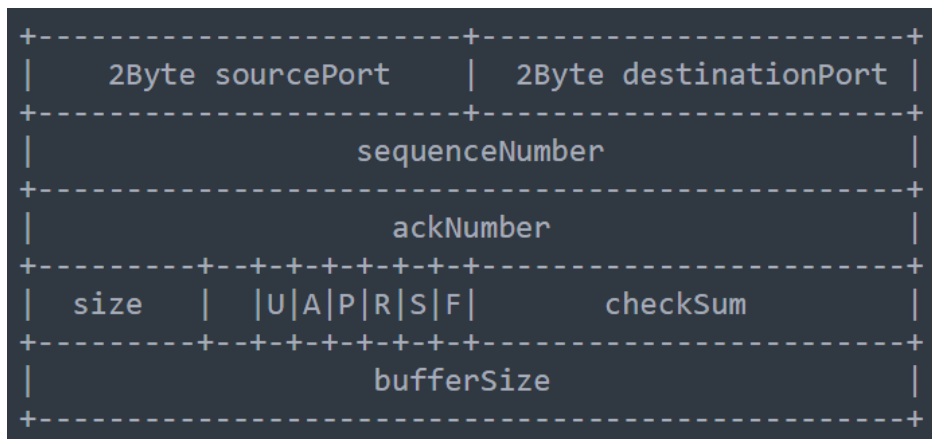 +------------------------+------------------------+
|    2Byte sourcePort    |  2Byte destinationPort |
+------------------------+------------------------+
|                  sequenceNumber                 |
+-------------------------------------------------+
|                    ackNumber                    |
+---------+--+-+-+-+-+-+-+------------------------+
|  size   |  |U|A|P|R|S|F|       checkSum         |
+---------+--+-+-+-+-+-+-+------------------------+
|                   bufferSize                    |
+-------------------------------------------------+